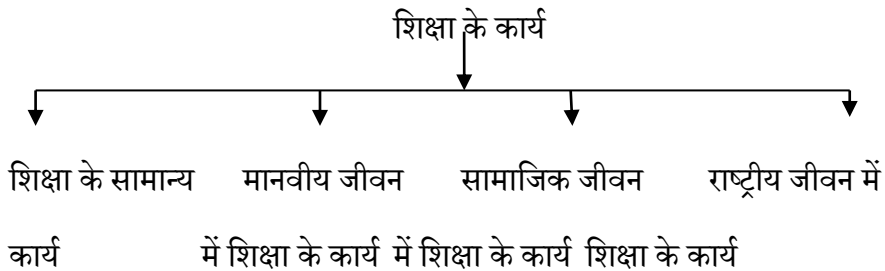 शिक्षा के कार्य
शिक्षा के सामान्य मानवीय जीवन सामाजिक जीवन राष्ट्रीय जीवन में
कार्य में शिक्षा के कार्य में शिक्षा के कार्य शिक्षा के कार्य